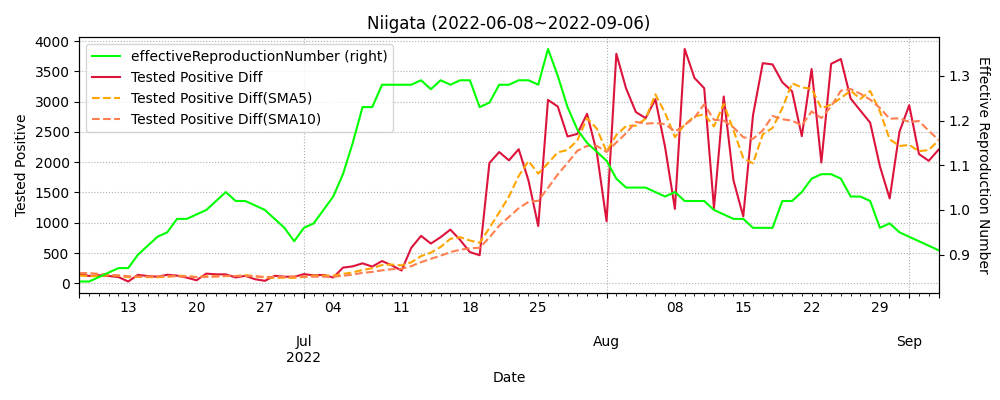 Niigata (2022-06-08~2022-09-06)
effectiveReproductionNumber (right)
Tested Positive Diff
Tested Positive Diff(SMA5)
Tested Positive Diff(SMA10)
Tested Positive
4000
3500
3000
2500
2000
1500
1000
500
0
1.3
1.2
1.1
1.0
0.9
Effective Reproduction Number
13 20 27 04 11 18 25 08 15 22 29
Jul Aug Sep
2022
Date